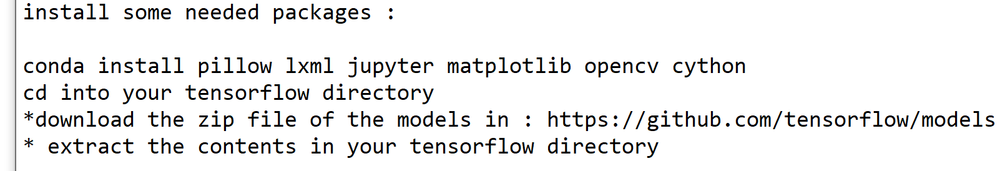 install some needed packages :
conda install pillow lxml jupyter matplotlib opencv cython
cd into your tensorflow directory
*download the zip file of the models in : https://github.com/tensorflow/models
* extract the contents in your tensorflow directory